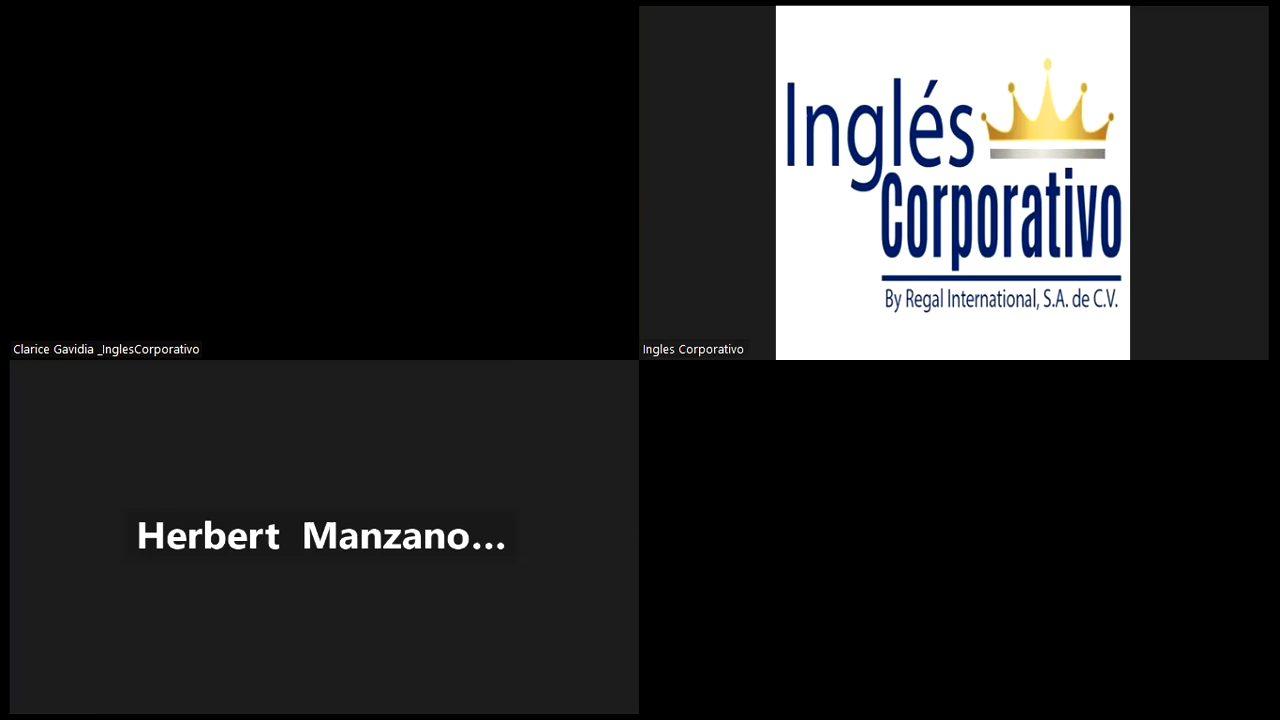 Inglés
Corporativo
By Regal International, S.A. de C.V.
Clarice Gavidia _InglesCorporativo
Ingles Corporativo
Herbert Manzano...